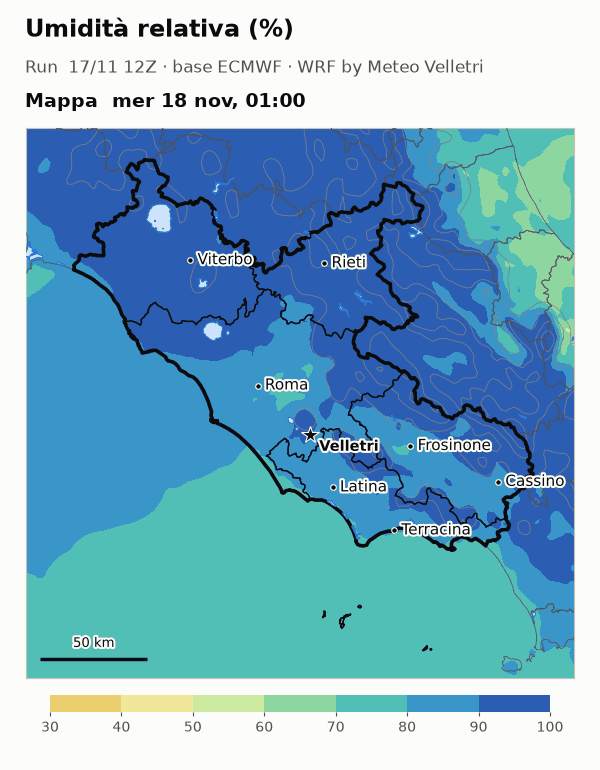 Umidità relativa (%)
Run  17/11 12Z · base ECMWF · WRF by Meteo Velletri
Mappa  mer 18 nov, 01:00
Viterbo
Rieti
Roma
Velletri
Frosinone
Cassino
Latina
Terracina
50 km
30 40 50 60 70 80 90 100